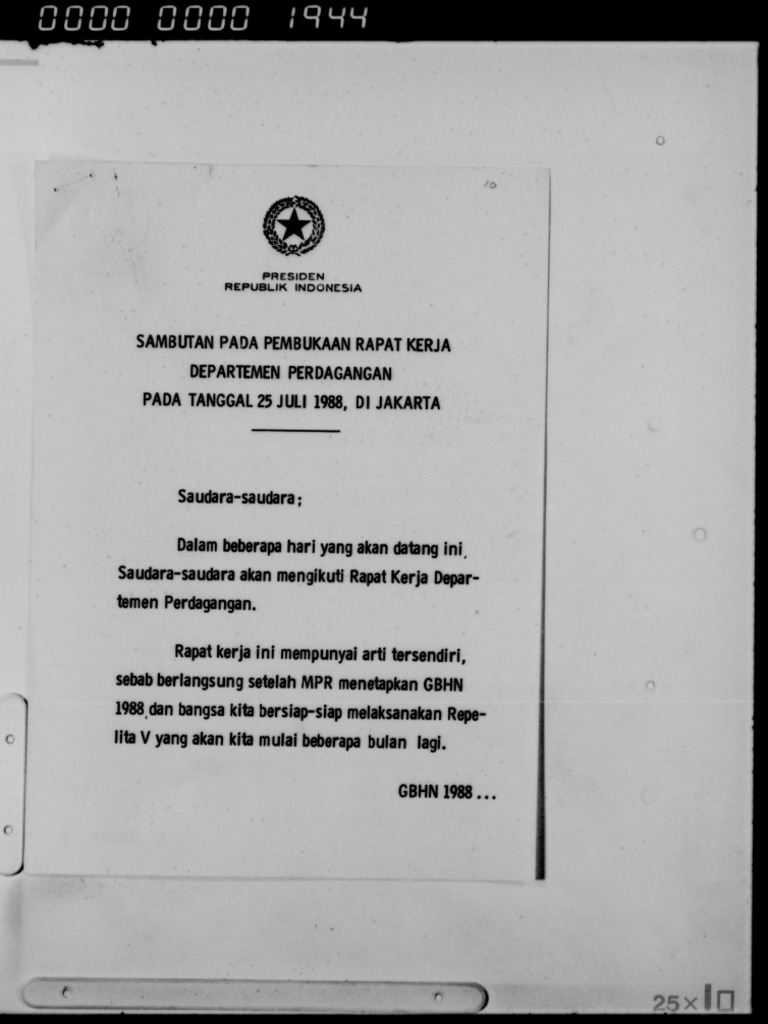 0000 0000 1944
10
PRESIDEN
REPUBLIK INDONESIA
SAMBUTAN PADA PEMBUKAAN RAPAT KERJA
DEPARTEMEN PERDAGANGAN
PADA TANGGAL 25 JULI 1988, DI JAKARTA
Saudara-saudara;
Dalam beberapa hari yang akan datang ini,
Saudara-saudara akan mengikuti Rapat Kerja Depar-
temen Perdagangan.
Rapat kerja ini mempunyai arti tersendiri,
sebab berlangsung setelah MPR menetapkan GBHN
1988, dan bangsa kita bersiap-siap melaksanakan Repe-
lita V yang akan kita mulai beberapa bulan lagi.
GBHN 1988 ...
25×